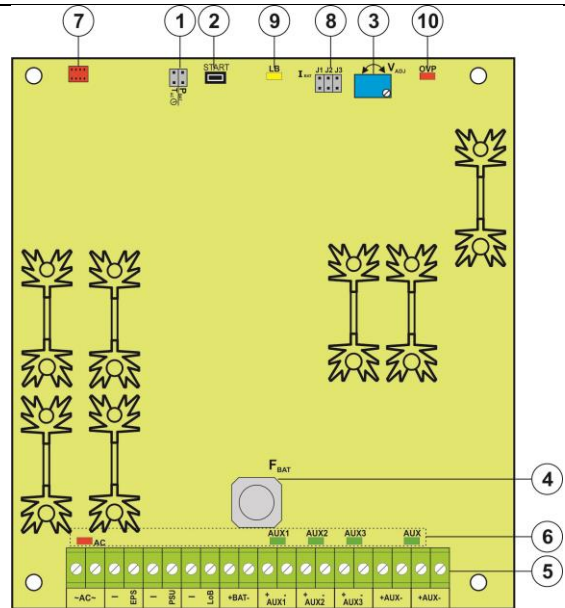 7 1 2 9 8 3 10
START LB I BAT J1 J2 J3 V ADJ OVP
F BAT
4
AC AUX1 AUX2 AUX3 AUX
6
5
~AC~ − EPS − PSU − LoB +BAT- + - AUX1 + - AUX2 + - AUX3 +AUX- +AUX-